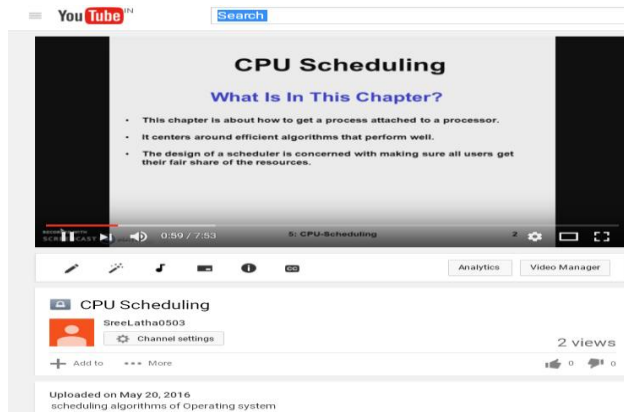 YouTube IN
Search
CPU Scheduling
What Is In This Chapter?
• This chapter is about how to get a process attached to a processor.
• It centers around efficient algorithms that perform well.
• The design of a scheduler is concerned with making sure all users get
their fair share of the resources.
0:59 / 7:53
5: CPU-Scheduling
2
CC
Analytics
Video Manager
CPU Scheduling
SreeLatha0503
Channel settings
2 views
Add to
More
0
0
Uploaded on May 20, 2016
scheduling algorithms of Operating system